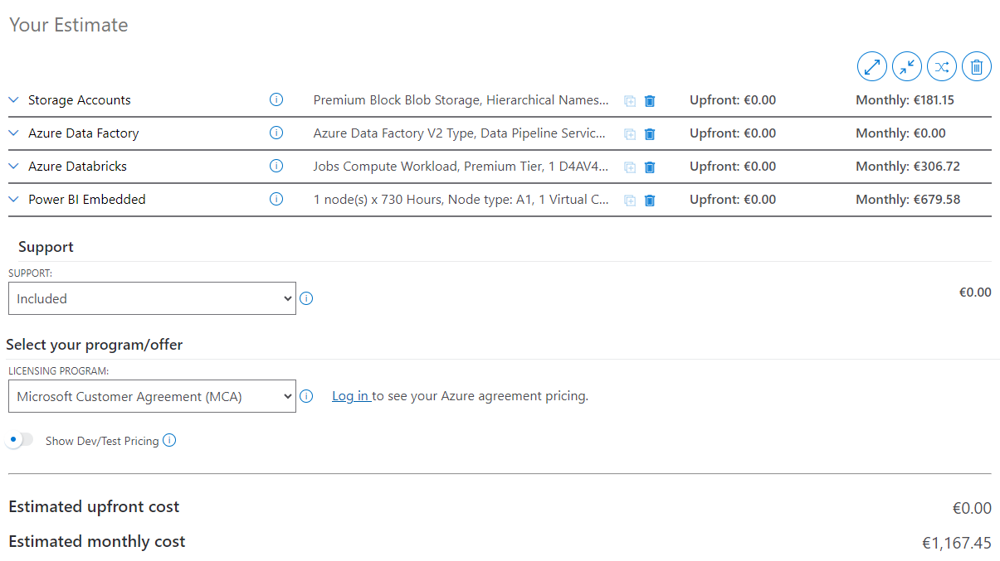 Your Estimate
Storage Accounts Premium Block Blob Storage, Hierarchical Names... Upfront: €0.00 Monthly: €181.15
Azure Data Factory Azure Data Factory V2 Type, Data Pipeline Servic... Upfront: €0.00 Monthly: €0.00
Azure Databricks Jobs Compute Workload, Premium Tier, 1 D4AV4... Upfront: €0.00 Monthly: €306.72
Power BI Embedded 1 node(s) x 730 Hours, Node type: A1, 1 Virtual C... Upfront: €0.00 Monthly: €679.58
Support
SUPPORT:
Included €0.00
Select your program/offer
LICENSING PROGRAM:
Microsoft Customer Agreement (MCA) Log in to see your Azure agreement pricing.
Show Dev/Test Pricing
Estimated upfront cost €0.00
Estimated monthly cost €1,167.45